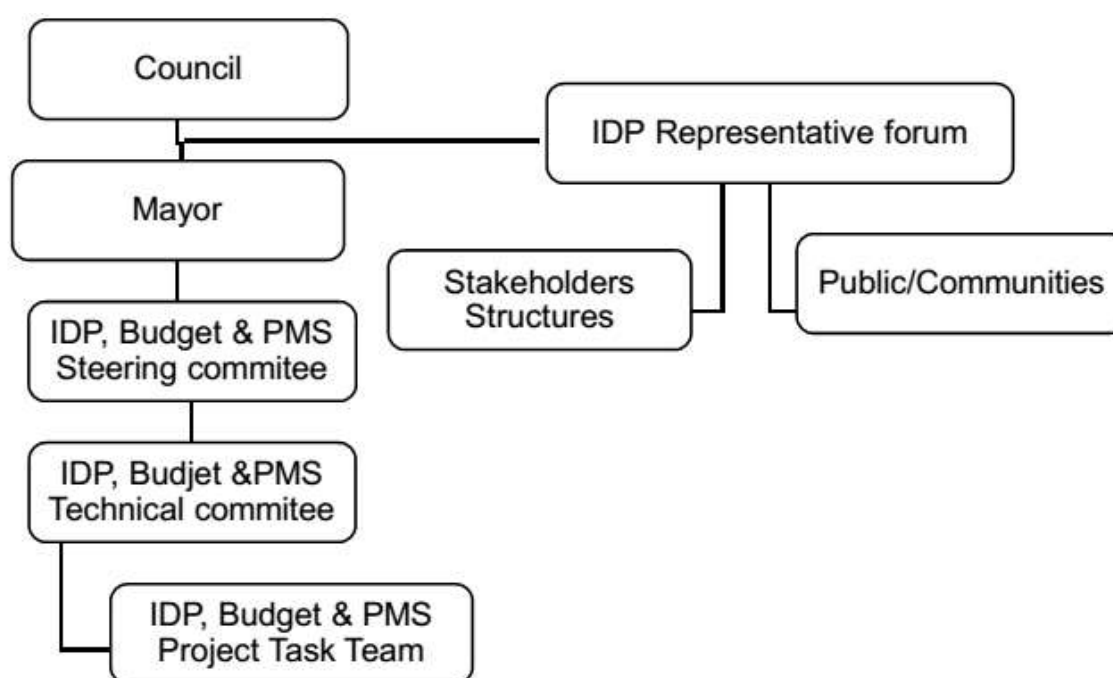 Council
IDP Representative forum
Mayor
Stakeholders
Structures
Public/Communities
IDP, Budget & PMS
Steering commitee
IDP, Budjet &PMS
Technical commitee
IDP, Budget & PMS
Project Task Team